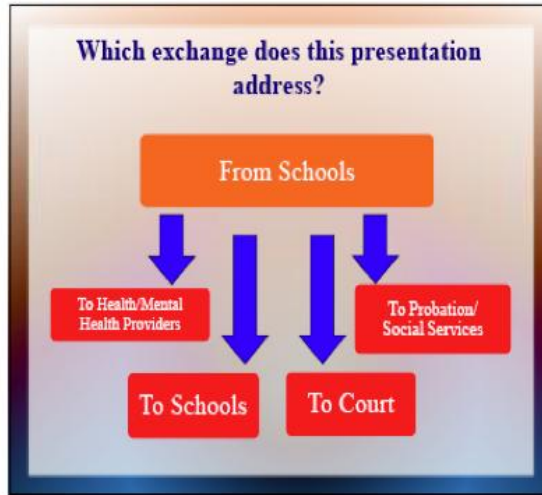 Which exchange does this presentation
address?
From Schools
To Health/Mental
Health Providers
To Probation/
Social Services
To Schools
To Court